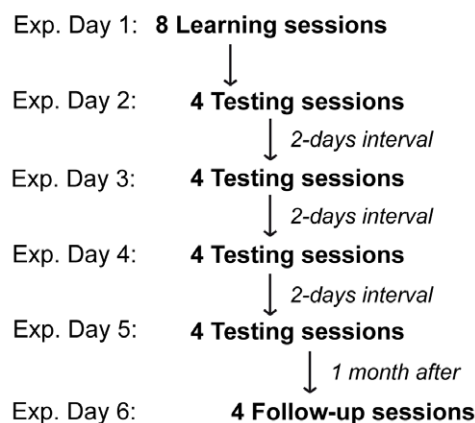 Exp. Day 1: 8 Learning sessions
Exp. Day 2: 4 Testing sessions
2-days interval
Exp. Day 3: 4 Testing sessions
2-days interval
Exp. Day 4: 4 Testing sessions
2-days interval
Exp. Day 5: 4 Testing sessions
1 month after
Exp. Day 6: 4 Follow-up sessions